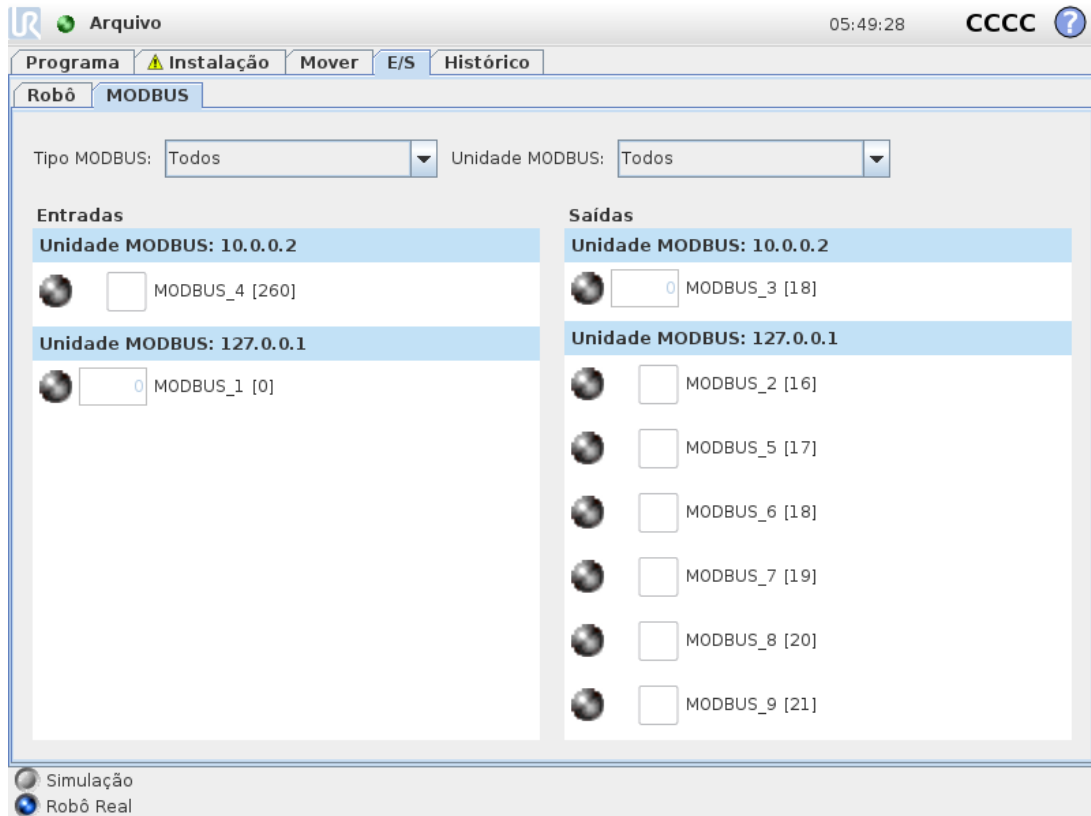 UR Arquivo 05:49:28 CCCC ?
Programa Instalação Mover E/S Histórico
Robô MODBUS
Tipo MODBUS: Todos Unidade MODBUS: Todos
Entradas
Unidade MODBUS: 10.0.0.2
MODBUS_4 [260]
Unidade MODBUS: 127.0.0.1
0 MODBUS_1 [0]
Saídas
Unidade MODBUS: 10.0.0.2
0 MODBUS_3 [18]
Unidade MODBUS: 127.0.0.1
MODBUS_2 [16]
MODBUS_5 [17]
MODBUS_6 [18]
MODBUS_7 [19]
MODBUS_8 [20]
MODBUS_9 [21]
Simulação
Robô Real